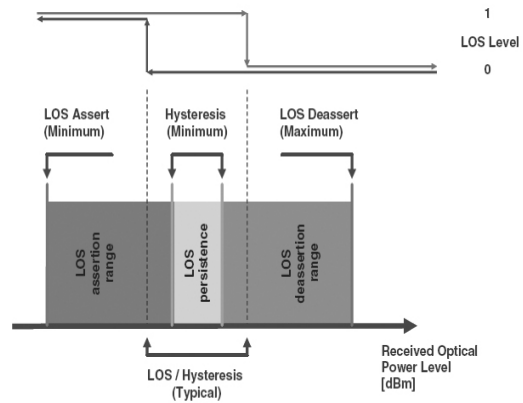 1
LOS Level
0
LOS Assert
(Minimum)
Hysteresis
(Minimum)
LOS Deassert
(Maximum)
LOS
assertion
range
LOS
persistence
LOS
deassertion
range
Received Optical
Power Level
[dBm]
LOS / Hysteresis
(Typical)